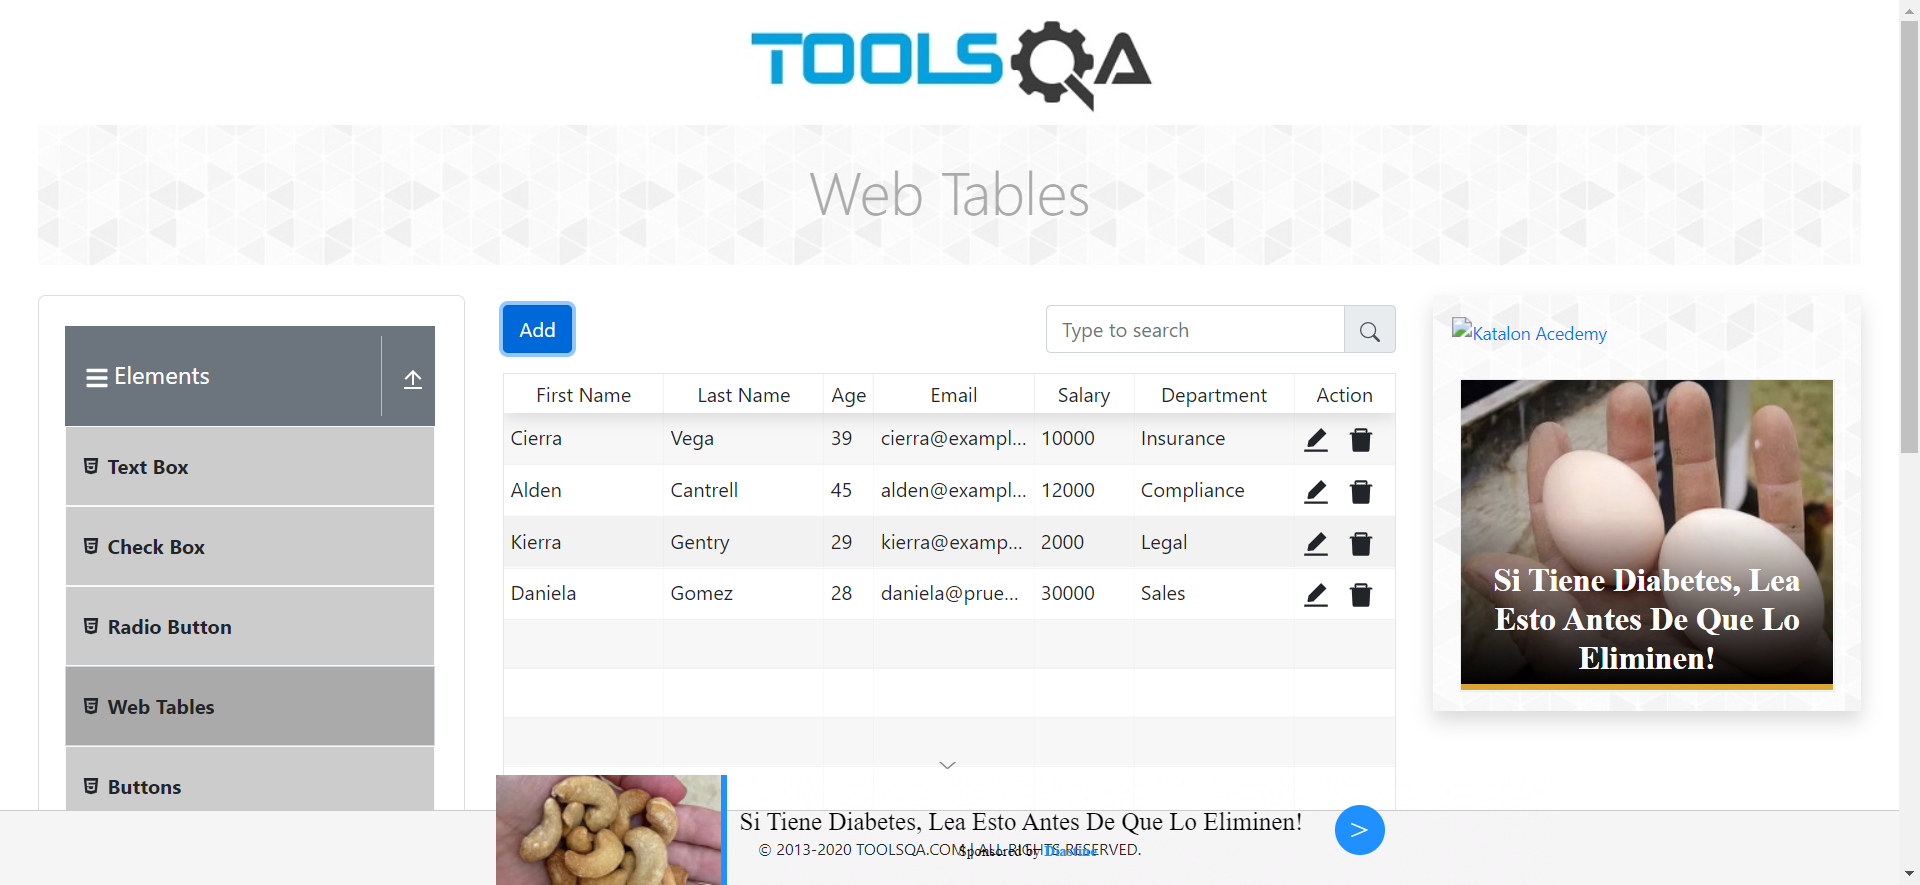 TOOLSQA
Web Tables
Elements
Text Box
Check Box
Radio Button
Web Tables
Buttons
Add
Type to search
First Name Last Name Age Email Salary Department Action
Cierra Vega 39 cierra@exampl... 10000 Insurance
Alden Cantrell 45 alden@exampl... 12000 Compliance
Kierra Gentry 29 kierra@examp... 2000 Legal
Daniela Gomez 28 daniela@prue... 30000 Sales
Katalon Acedemy
Si Tiene Diabetes, Lea
Esto Antes De Que Lo
Eliminen!
Si Tiene Diabetes, Lea Esto Antes De Que Lo Eliminen!
>
© 2013-2020 TOOLSQA.COM | ALL RIGHTS RESERVED.
Sponsored by